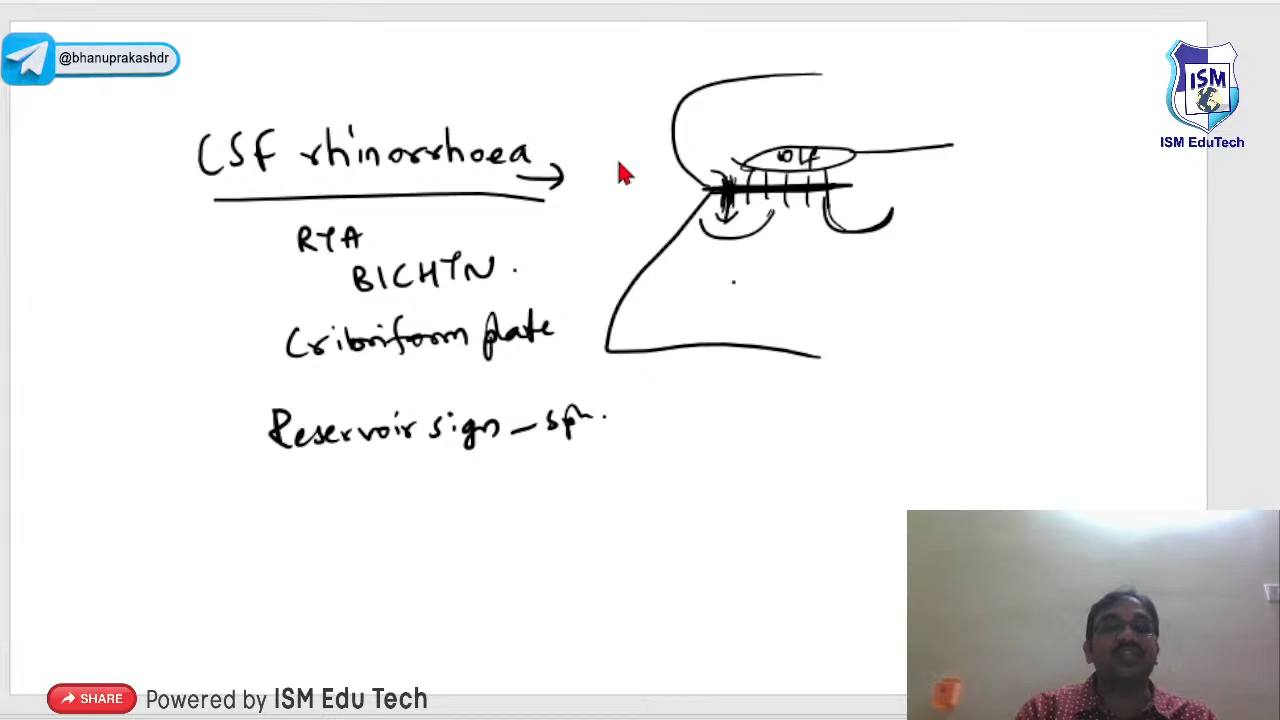 @bhanuprakashdr
ISM
ISM EduTech
CSF rhinorrhoea →
OLF
RTA
BICHTN.
Cribriform plate
Reservoir sign - sph.
SHARE
Powered by ISM Edu Tech